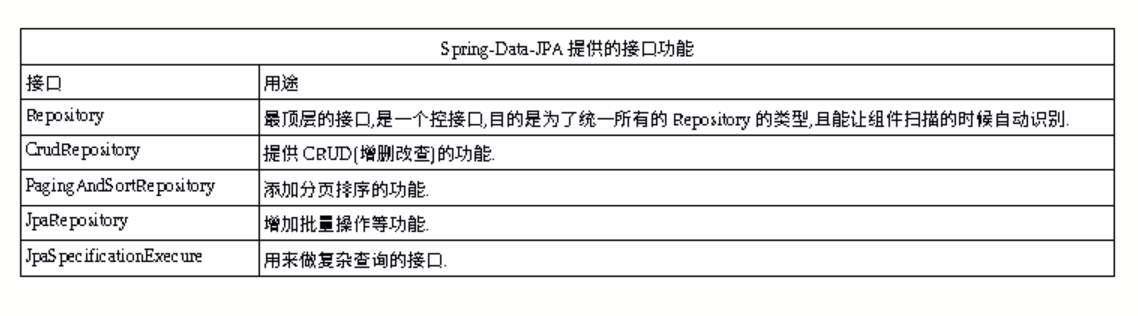 Spring-Data-JPA 提供的接口功能
接口 用途
Repository 最顶层的接口,是一个控接口,目的是为了统一所有的 Repository 的类型,且能让组件扫描的时候自动识别.
CrudRepository 提供 CRUD(增删改查)的功能.
PagingAndSortRepository 添加分页排序的功能.
JpaRepository 增加批量操作等功能.
JpaSpecificationExecure 用来做复杂查询的接口.